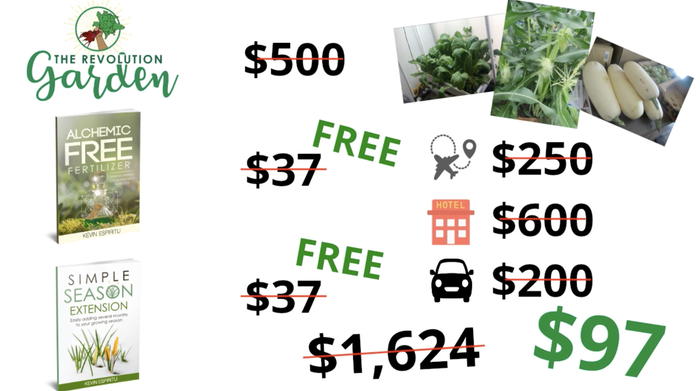 THE REVOLUTION
Garden
$500
ALCHEMIC
FREE
FERTILIZER
KEVIN ESPIRITU
$37
FREE
$250
HOTEL
$600
SIMPLE
SEASON
EXTENSION
Easily adding several months
to your growing season
KEVIN ESPIRITU
FREE
$37
$200
$1,624
$97